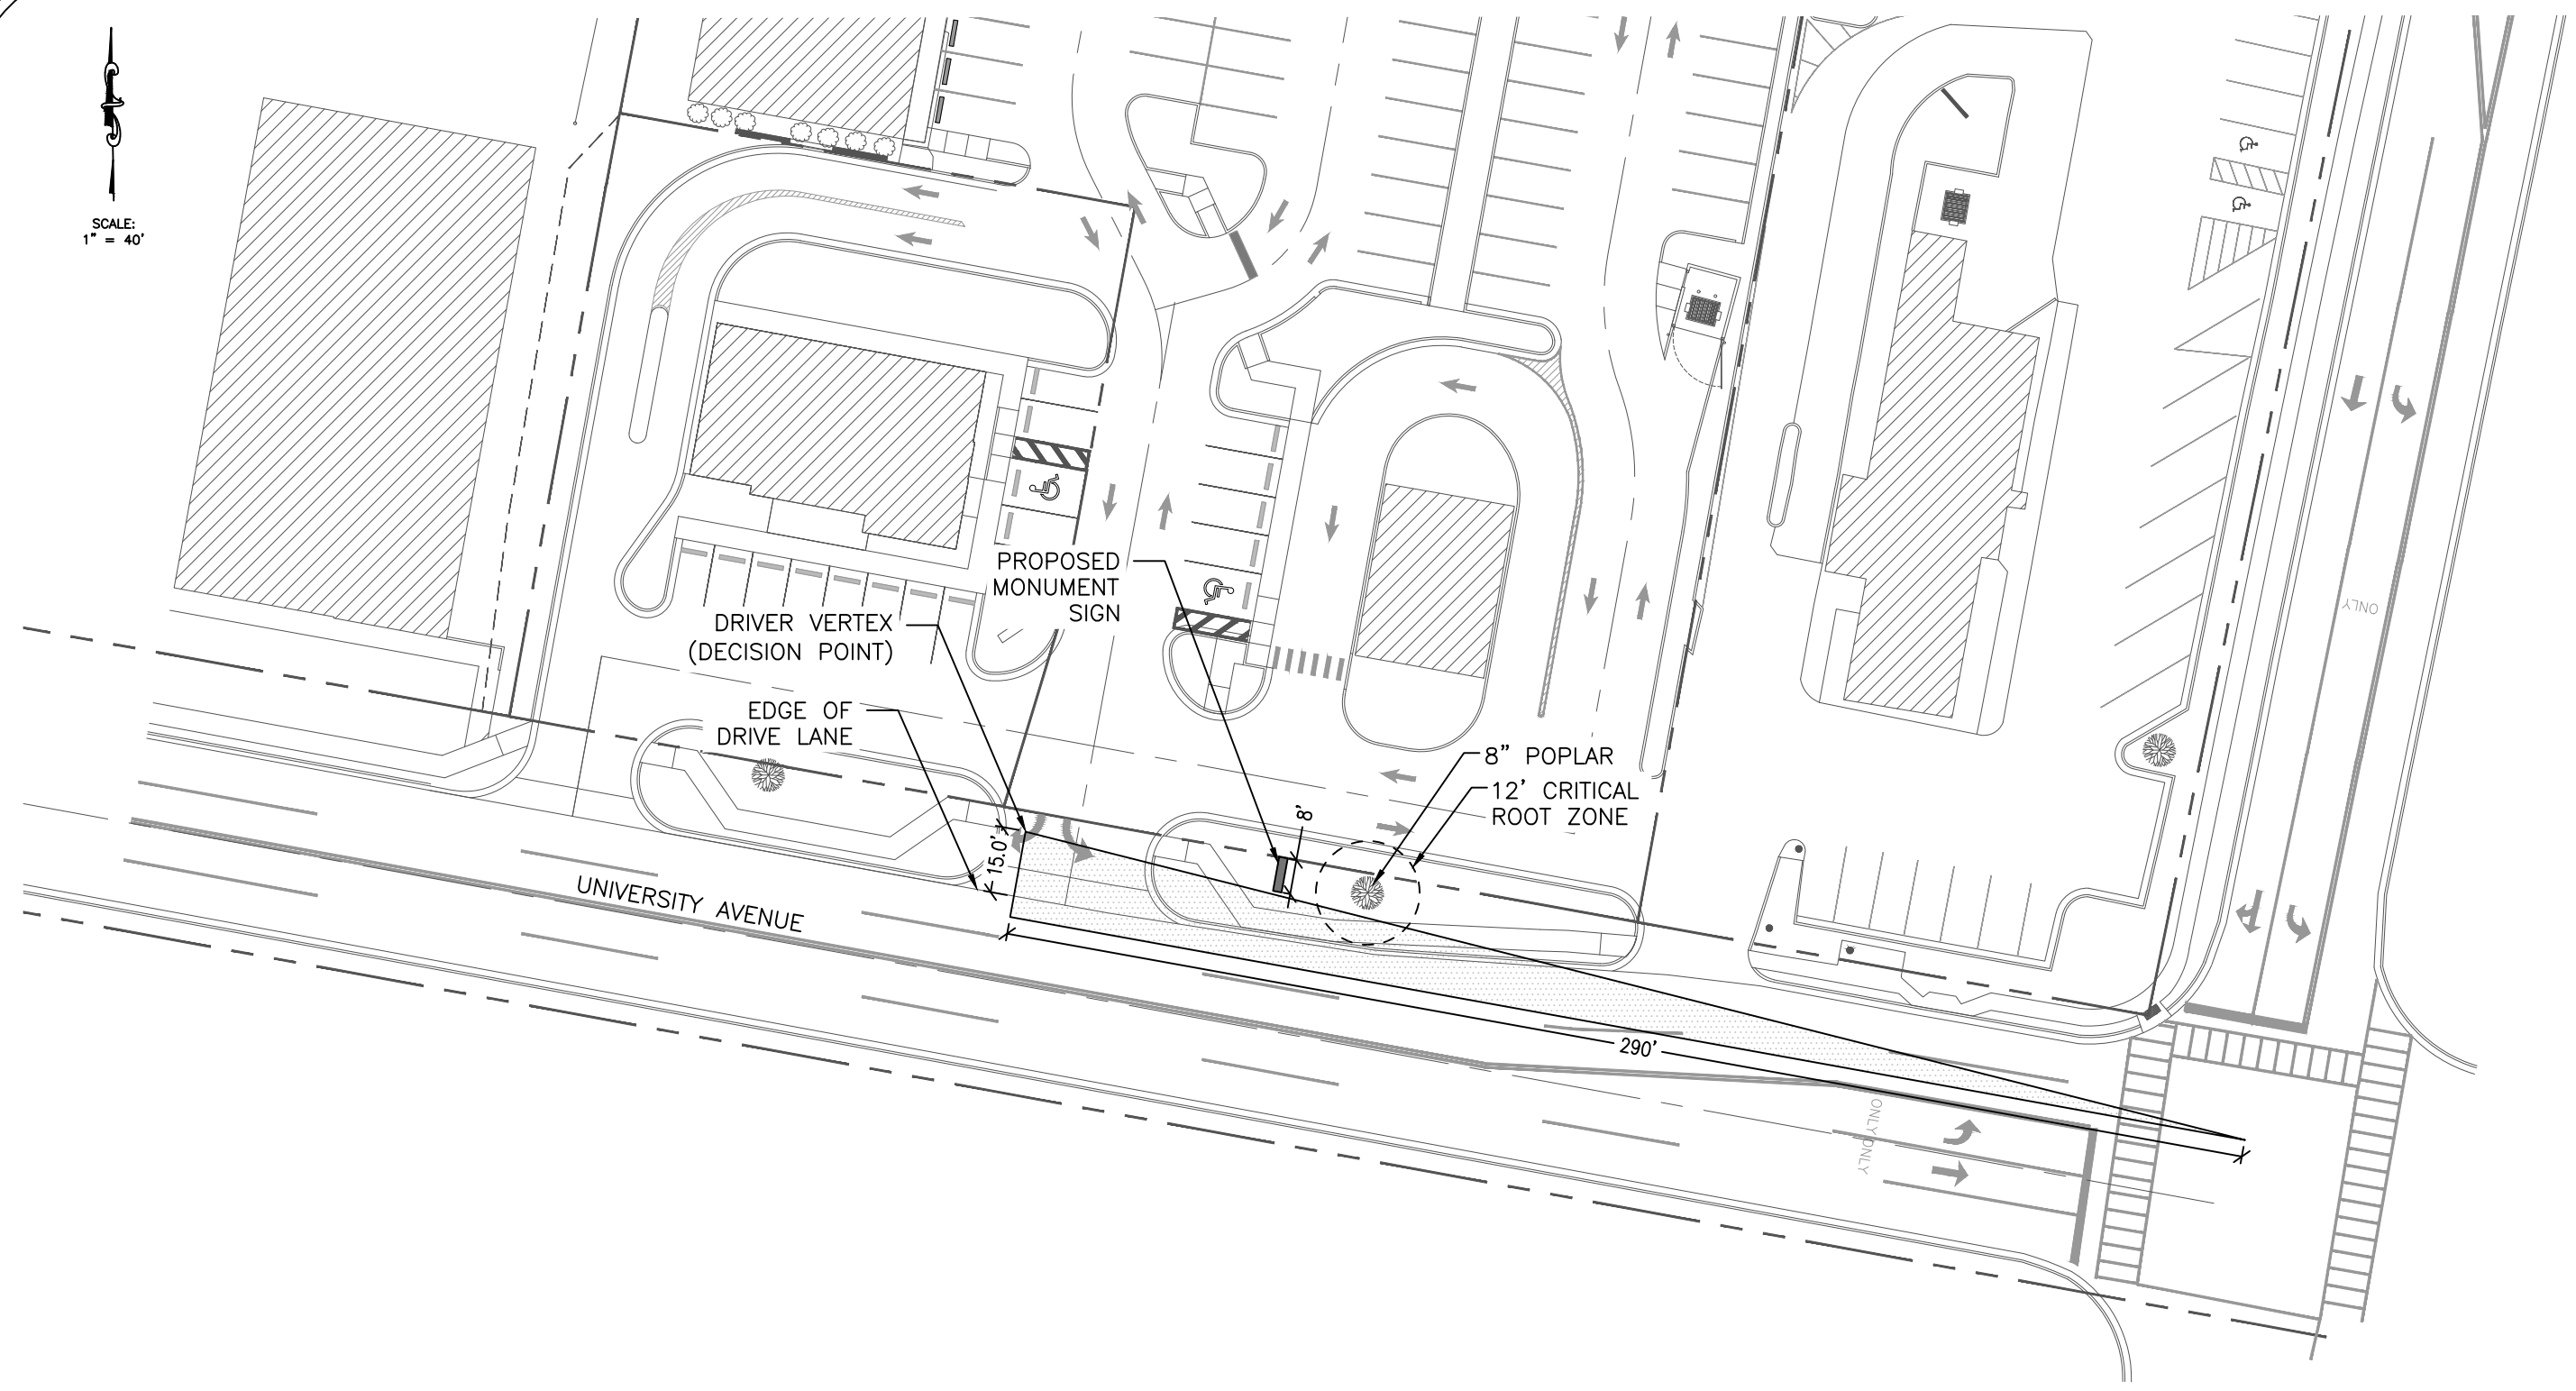 SCALE:
1" = 40'
PROPOSED
MONUMENT
SIGN
DRIVER VERTEX
(DECISION POINT)
EDGE OF
DRIVE LANE
8" POPLAR
12' CRITICAL
ROOT ZONE
8'
15.0'
UNIVERSITY AVENUE
290'
ONLY
ONLY
ONLY